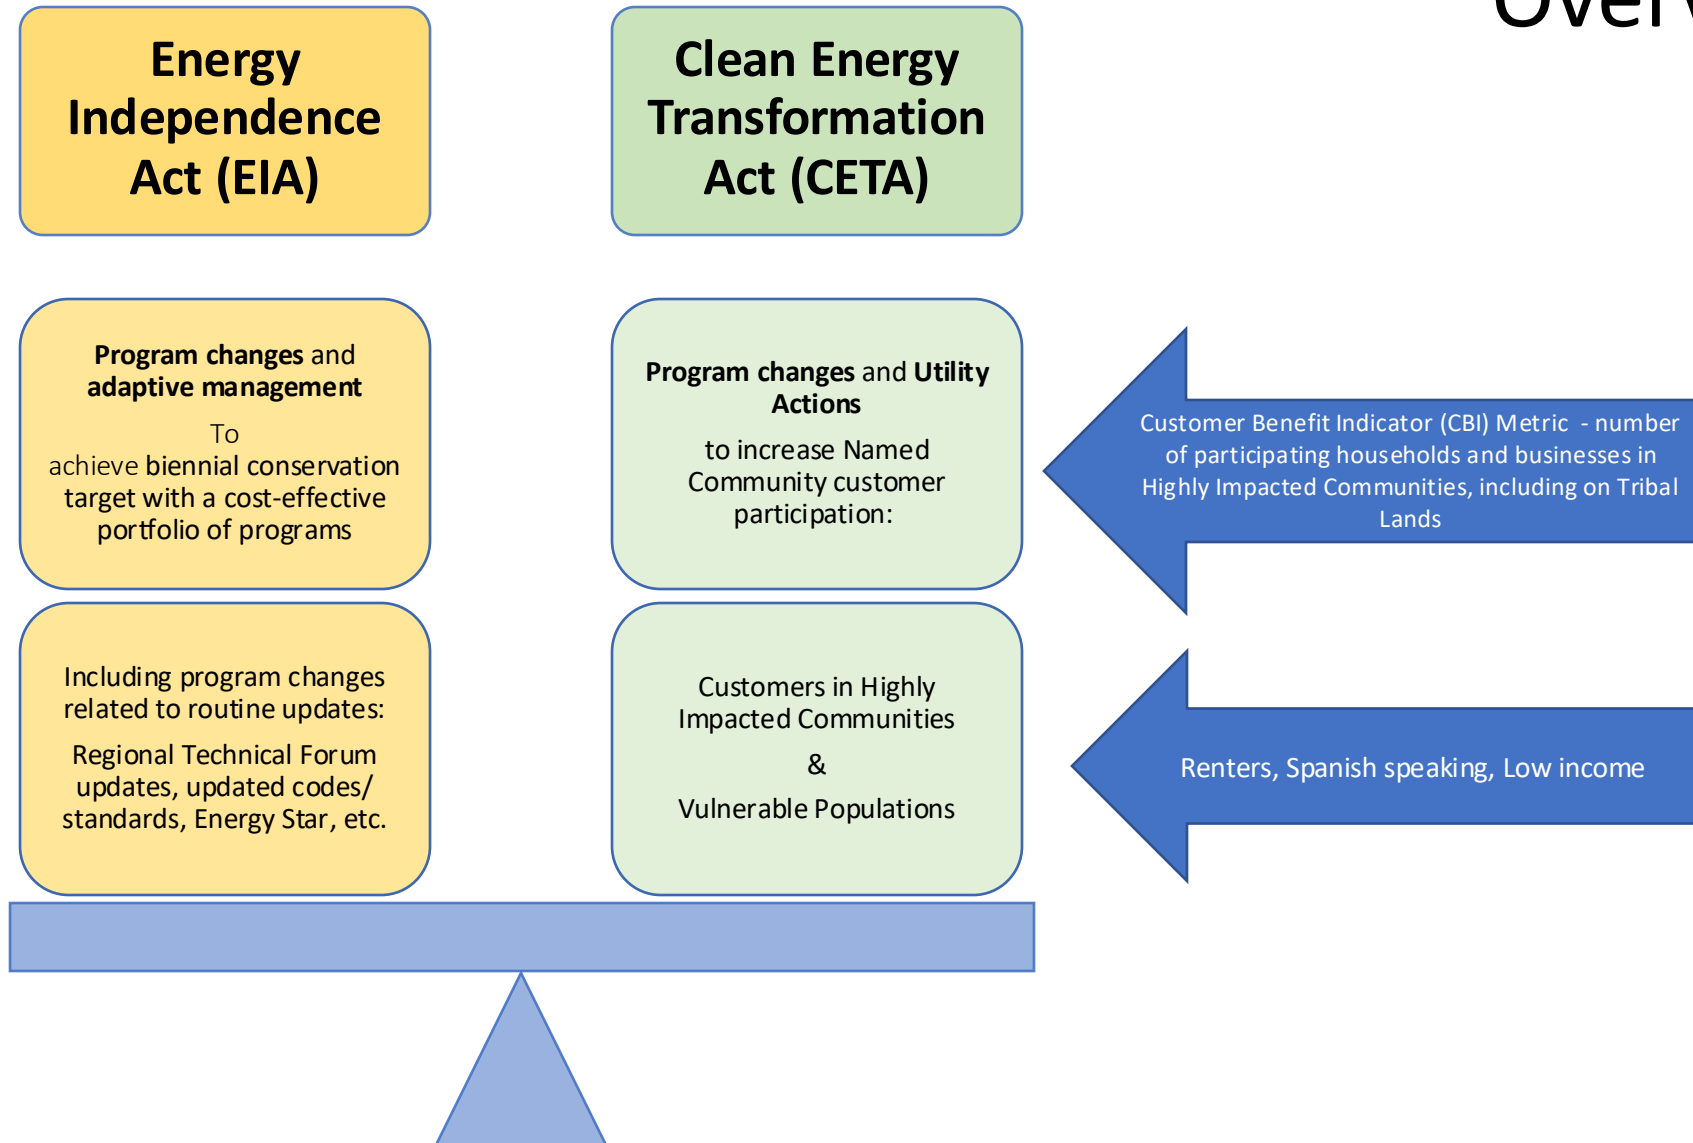 Energy
Independence
Act (EIA)
Clean Energy
Transformation
Act (CETA)
Program changes and
adaptive management
To
achieve biennial conservation
target with a cost-effective
portfolio of programs
Program changes and Utility
Actions
to increase Named
Community customer
participation:
Customer Benefit Indicator (CBI) Metric - number
of participating households and businesses in
Highly Impacted Communities, including on Tribal
Lands
Including program changes
related to routine updates:
Regional Technical Forum
updates, updated codes/
standards, Energy Star, etc.
Customers in Highly
Impacted Communities
&
Vulnerable Populations
Renters, Spanish speaking, Low income